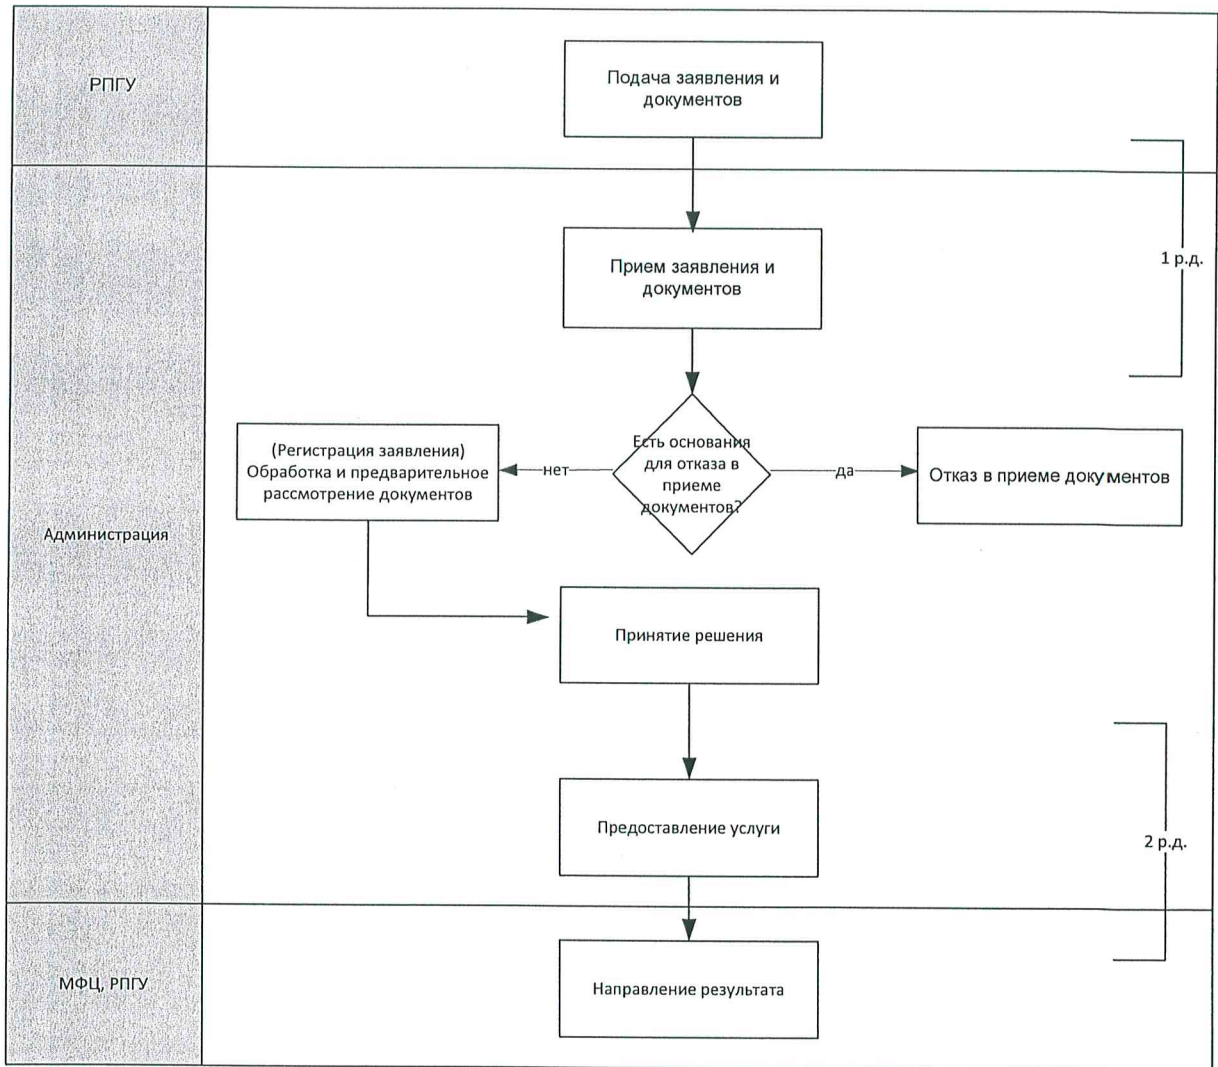 РПГУ
Подача заявления и
документов
Прием заявления и
документов
1 р.д.
Администрация
(Регистрация заявления)
Обработка и предварительное
рассмотрение документов
нет
Есть основания
для отказа в
приеме
документов?
да
Отказ в приеме документов
Принятие решения
Предоставление услуги
2 р.д.
МФЦ, РПГУ
Направление результата